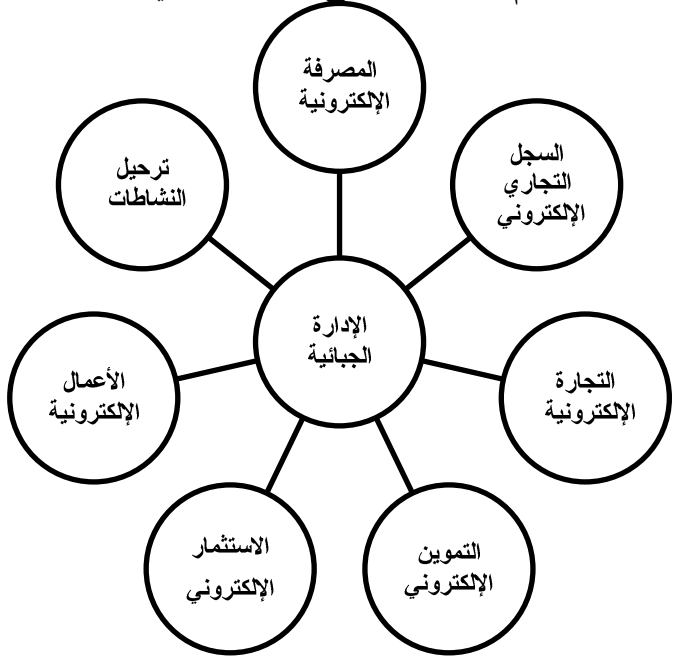 المصرفة
الإلكترونية
السجل
التجاري
الإلكتروني
التجارة
الإلكترونية
التموين
الإلكتروني
الاستثمار
الإلكتروني
الأعمال
الإلكترونية
ترحيل
النشاطات
الإدارة
الجبائية